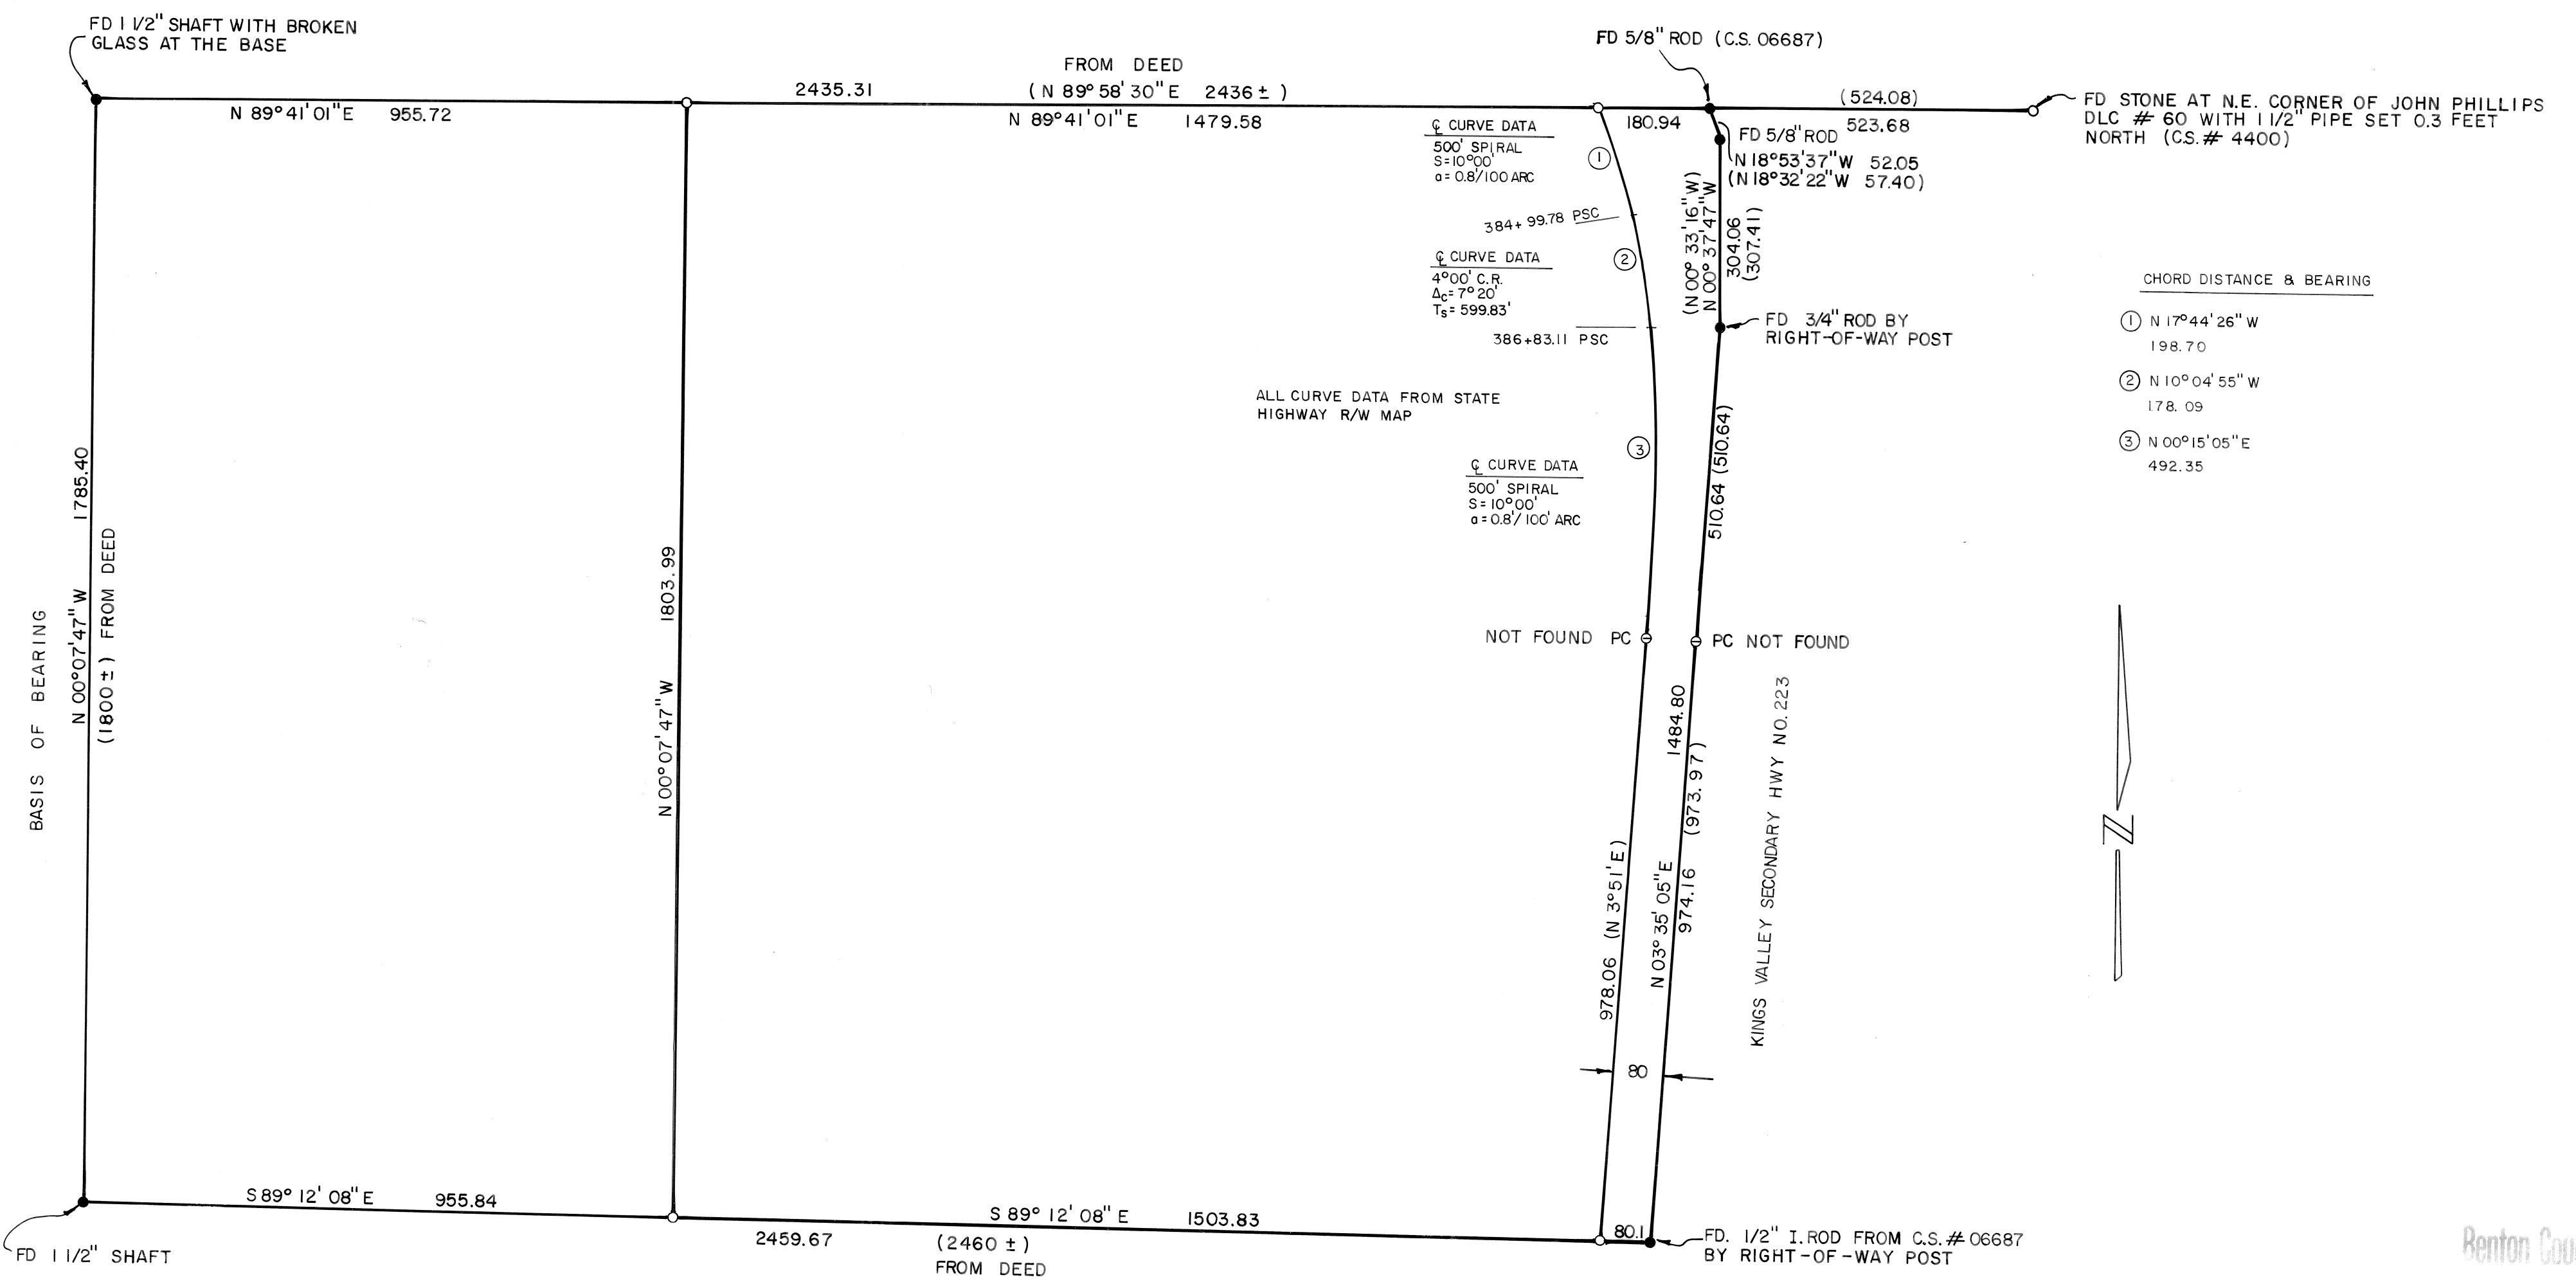 FD 1 1/2" SHAFT WITH BROKEN
GLASS AT THE BASE
FROM DEED
2435.31
(N 89°58'30"E 2436±)
N 89°41'01"E 955.72
N 89°41'01"E 1479.58
FD 5/8" ROD (C.S. 06687)
180.94
(524.08)
523.68
FD STONE AT N.E. CORNER OF JOHN PHILLIPS
DLC # 60 WITH 1 1/2" PIPE SET 0.3 FEET
NORTH (C.S. # 4400)
FD 5/8" ROD
N 18°53'37"W 52.05
(N 18°32'22"W 57.40)
℄ CURVE DATA
500' SPIRAL
S=10°00'
a=0.8'/100 ARC
1
384+99.78 PSC
2
℄ CURVE DATA
4°00' C.R.
Δc=7°20'
Ts=599.83'
386+83.11 PSC
(N 00°33'16"W)
N 00°37'47"W
304.06
(307.41)
FD 3/4" ROD BY
RIGHT-OF-WAY POST
CHORD DISTANCE & BEARING
1 N 17°44'26"W
198.70
2 N 10°04'55"W
178.09
3 N 00°15'05"E
492.35
ALL CURVE DATA FROM STATE
HIGHWAY R/W MAP
3
℄ CURVE DATA
500' SPIRAL
S=10°00'
a=0.8'/100' ARC
510.64 (510.64)
BASIS OF BEARING
N 00°07'47"W 1785.40
(1800±) FROM DEED
N 00°07'47"W 1803.99
NOT FOUND PC
PC NOT FOUND
978.06 (N 3°51'E)
1484.80
(973.97)
N 03°35'05"E
974.16
KINGS VALLEY SECONDARY HWY NO. 223
N
80
S 89°12'08"E 955.84
S 89°12'08"E 1503.83
2459.67
(2460±)
FROM DEED
80.1
FD 1 1/2" SHAFT
FD. 1/2" I.ROD FROM C.S. # 06687
BY RIGHT-OF-WAY POST
Benton Cou